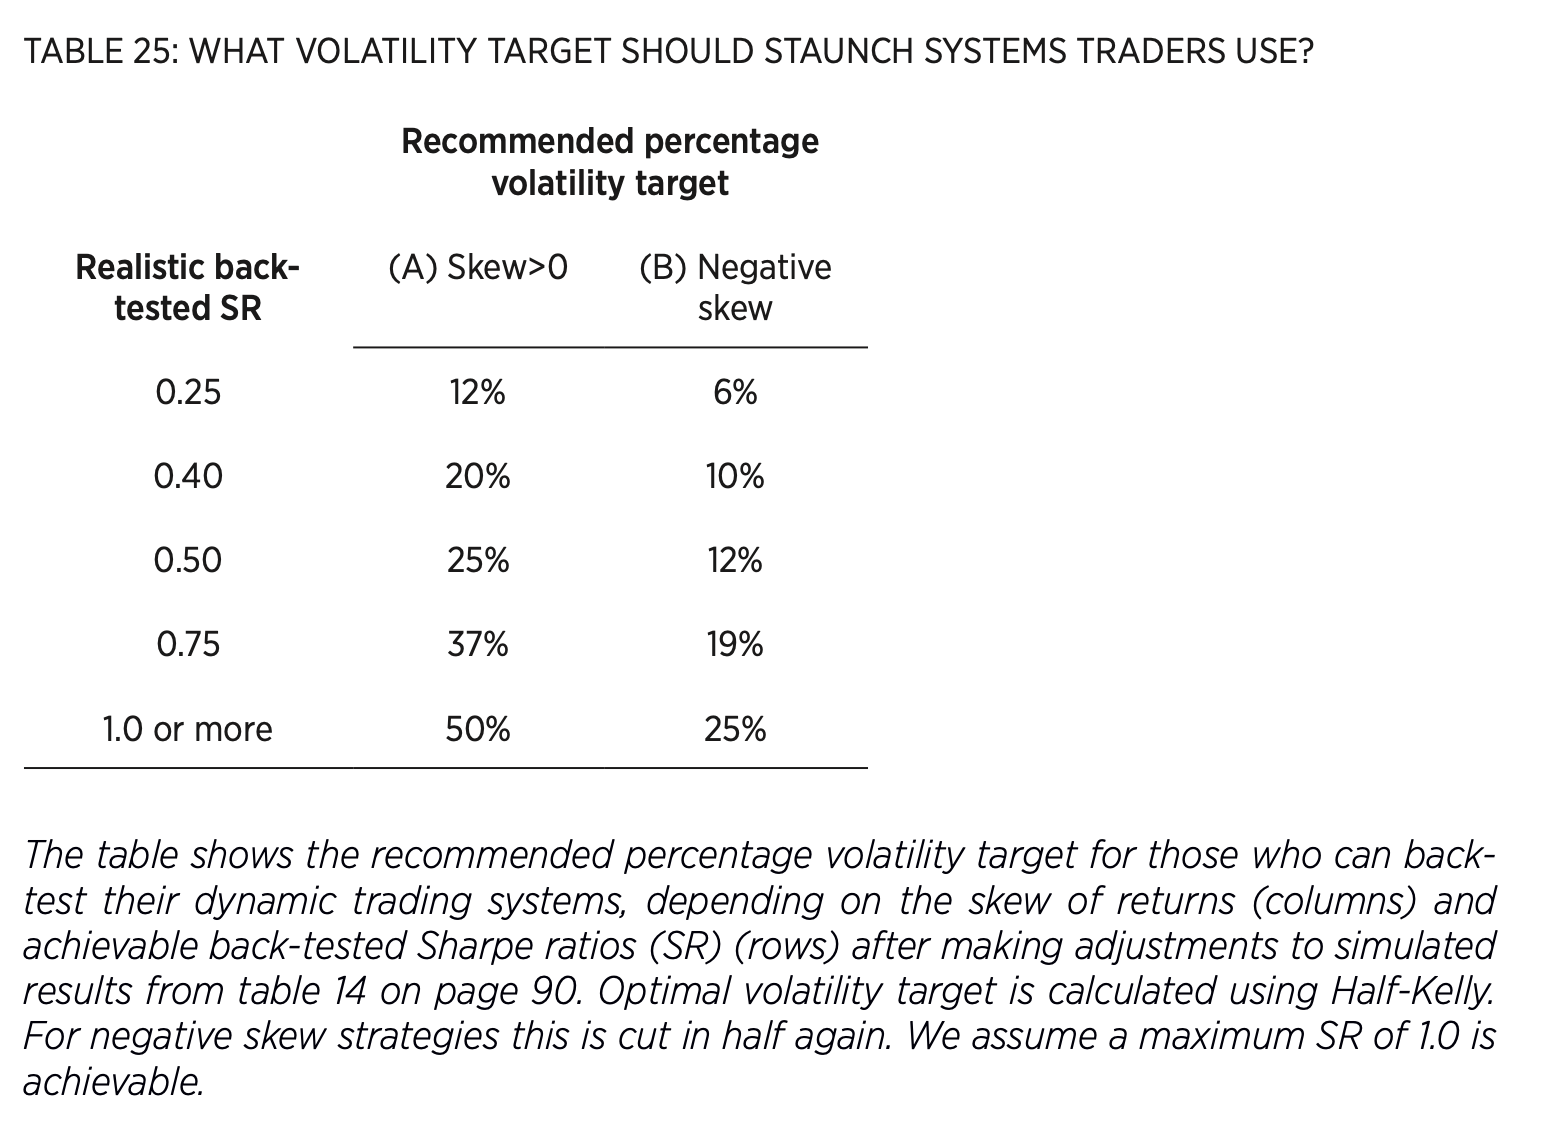 TABLE 25: WHAT VOLATILITY TARGET SHOULD STAUNCH SYSTEMS TRADERS USE?
Recommended percentage
volatility target
Realistic back- (A) Skew>0 (B) Negative
tested SR skew
0.25 12% 6%
0.40 20% 10%
0.50 25% 12%
0.75 37% 19%
1.0 or more 50% 25%
The table shows the recommended percentage volatility target for those who can back-
test their dynamic trading systems, depending on the skew of returns (columns) and
achievable back-tested Sharpe ratios (SR) (rows) after making adjustments to simulated
results from table 14 on page 90. Optimal volatility target is calculated using Half-Kelly.
For negative skew strategies this is cut in half again. We assume a maximum SR of 1.0 is
achievable.